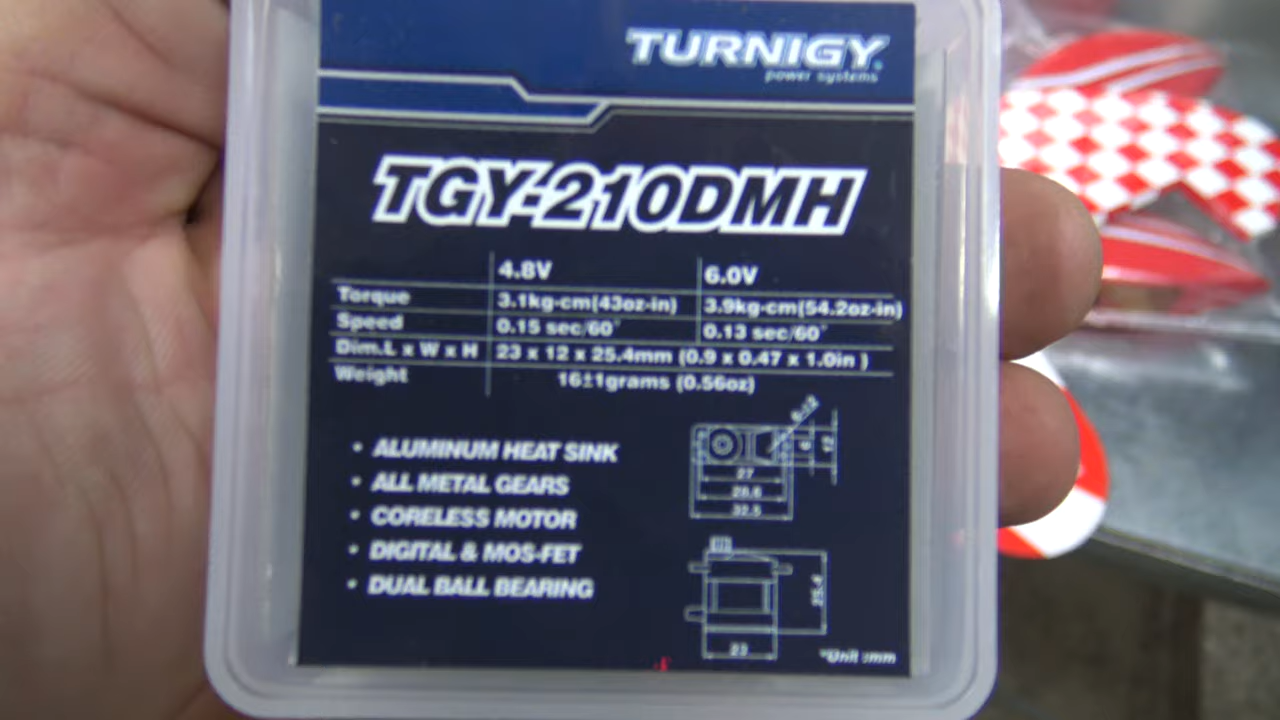 TURNIGY
power systems
TGY-210DMH
4.8V 6.0V
Torque 3.1kg-cm(43oz-in) 3.9kg-cm(54.2oz-in)
Speed 0.15 sec/60° 0.13 sec/60°
Dim.L x W x H 23 x 12 x 25.4mm (0.9 x 0.47 x 1.0in )
Weight 16±1grams (0.56oz)
• ALUMINUM HEAT SINK
• ALL METAL GEARS
• CORELESS MOTOR
• DIGITAL & MOS-FET
• DUAL BALL BEARING
6 12
27
28.6
32.5
25.4
23
*Unit :mm